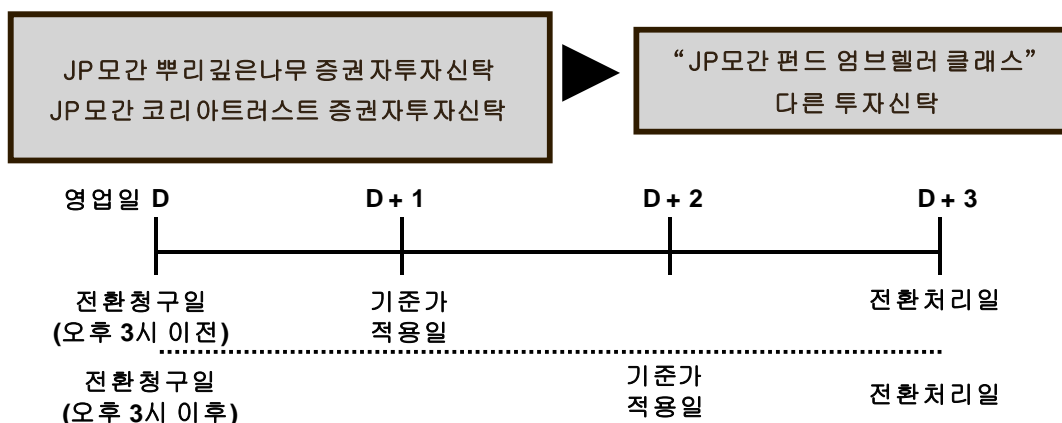 JP모간 뿌리깊은나무 증권자투자신탁
JP모간 코리아트러스트 증권자투자신탁
“JP모간 펀드 엄브렐러 클래스”
다른 투자신탁
영업일 D D + 1 D + 2 D + 3
전환청구일 기준가 전환처리일
(오후 3시 이전) 적용일
전환청구일 기준가 전환처리일
(오후 3시 이후) 적용일